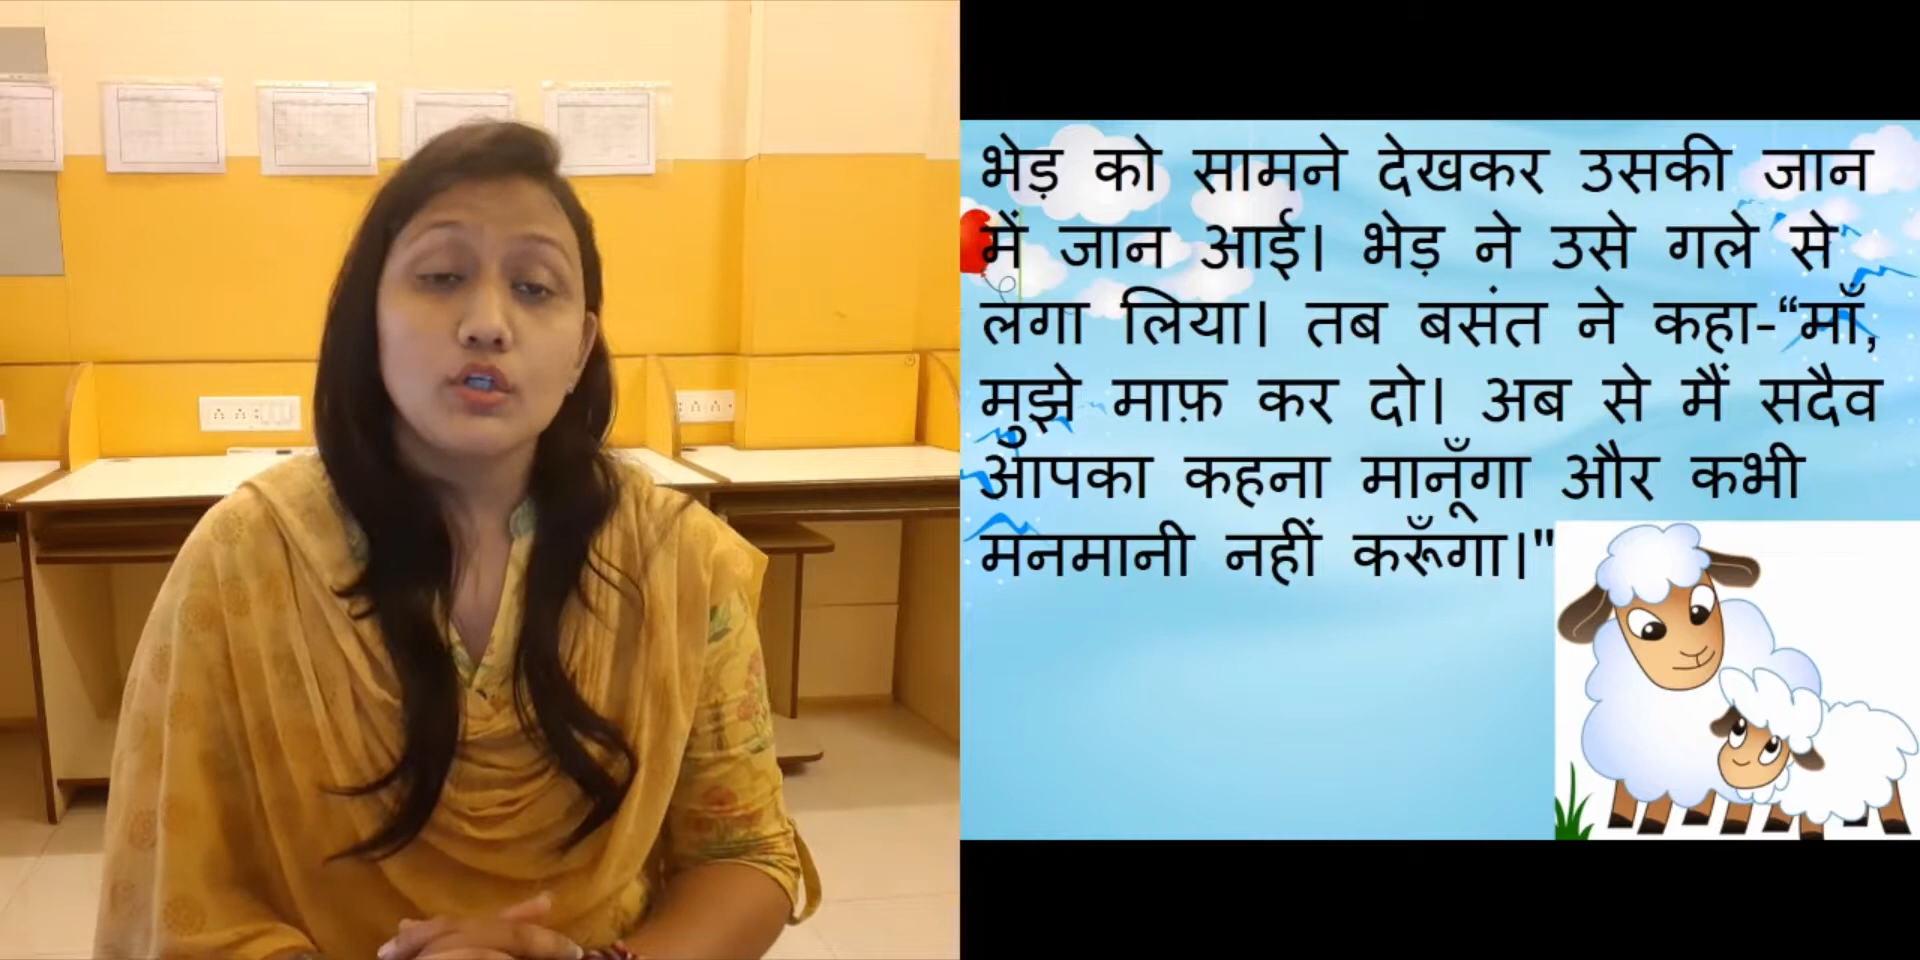 भेड़ को सामने देखकर उसकी जान
में जान आई। भेड़ ने उसे गले से
लगा लिया। तब बसंत ने कहा-“माँ,
मुझे माफ़ कर दो। अब से मैं सदैव
आपका कहना मानूँगा और कभी
मनमानी नहीं करूँगा।"